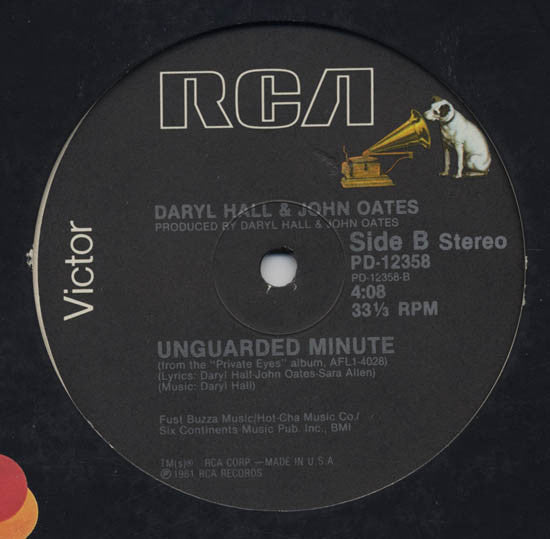 RCA
Victor
DARYL HALL & JOHN OATES
PRODUCED BY DARYL HALL & JOHN OATES
Side B Stereo
PD-12358
PD-12358-B
4:08
33⅓ RPM
UNGUARDED MINUTE
(from the "Private Eyes" album, AFL1-4028)
(Lyrics: Daryl Hall-John Oates-Sara Allen)
(Music: Daryl Hall)
Fust Buzza Music/Hot-Cha Music Co./
Six Continents Music Pub. Inc., BMI
TM(s)® RCA CORP.—MADE IN U.S.A.
℗ 1981 RCA RECORDS